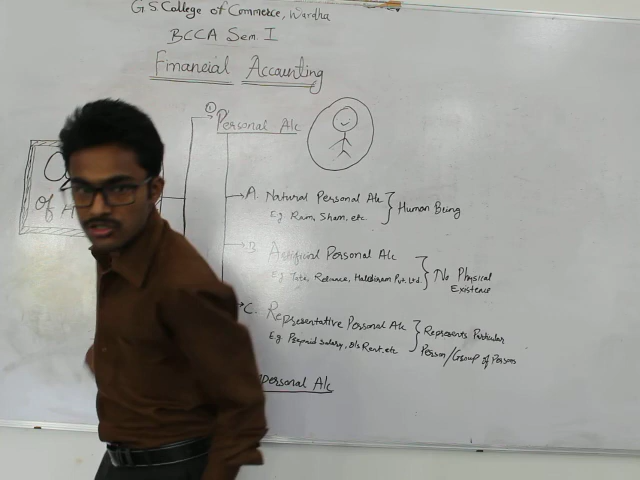 G S College of Commerce, Wardha
BCCA Sem. I
Financial Accounting
① Personal A/c
of
A. Natural Personal A/c } Human Being
E.g. Ram, Sham, etc.
B. Artificial Personal A/c } No Physical Existence
E.g. Tata, Reliance, Haldiram Pvt. Ltd.
C. Representative Personal A/c } Represents Particular Person/Group of Persons
E.g. Prepaid Salary, O/s Rent, etc
personal A/c